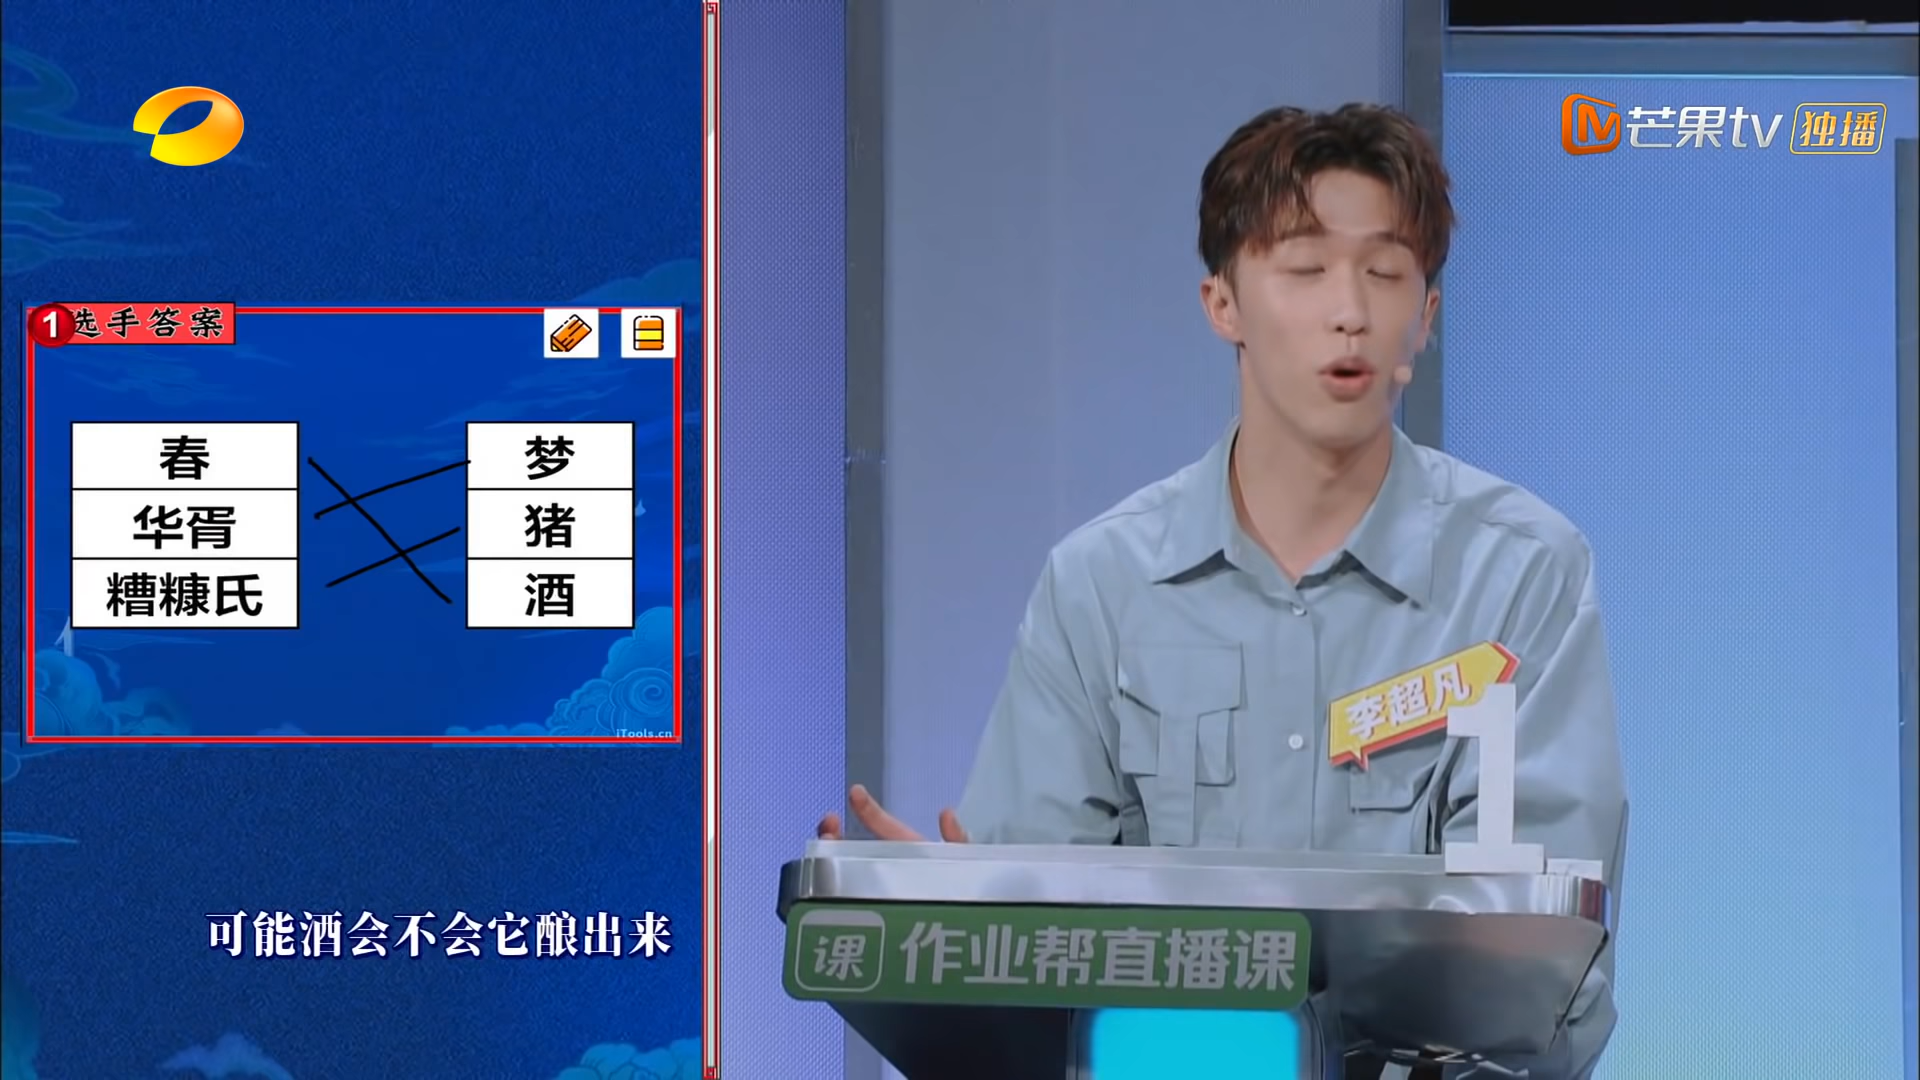 芒果tv 独播
1 选手答案
春 梦
华胥 猪
糟糠氏 酒
iTools.cn
李超凡
1
可能酒会不会它酿出来
课 作业帮直播课